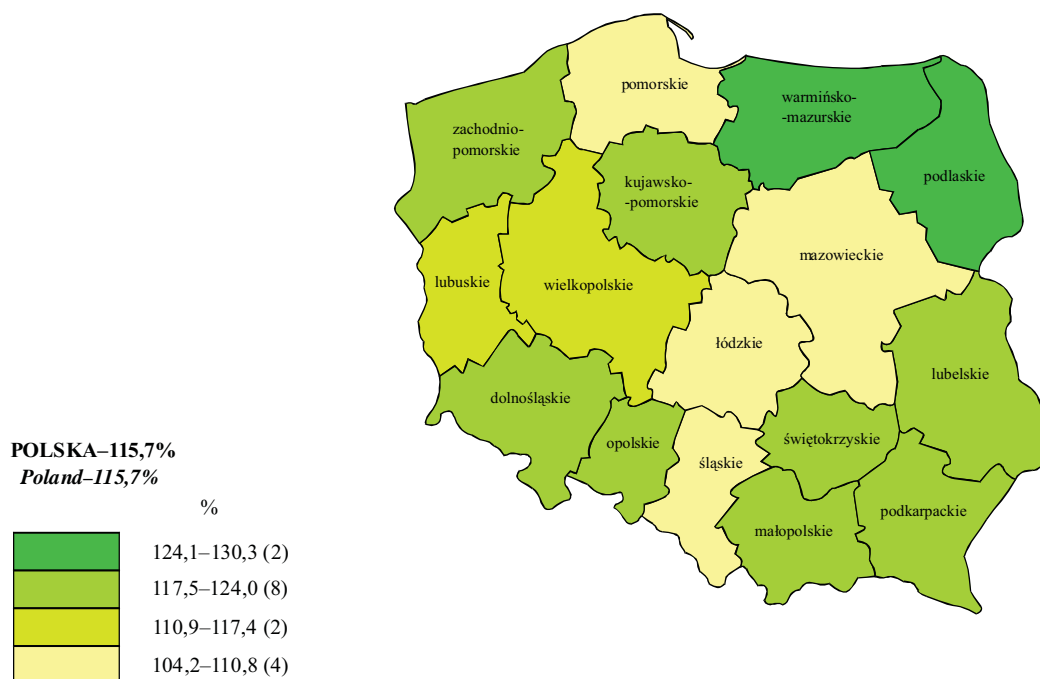 pomorskie
warmińsko-
-mazurskie
zachodnio-
pomorskie
podlaskie
kujawsko-
-pomorskie
mazowieckie
lubuskie
wielkopolskie
łódzkie
lubelskie
dolnośląskie
opolskie
świętokrzyskie
śląskie
podkarpackie
małopolskie
POLSKA–115,7%
Poland–115,7%
%
124,1–130,3 (2)
117,5–124,0 (8)
110,9–117,4 (2)
104,2–110,8 (4)